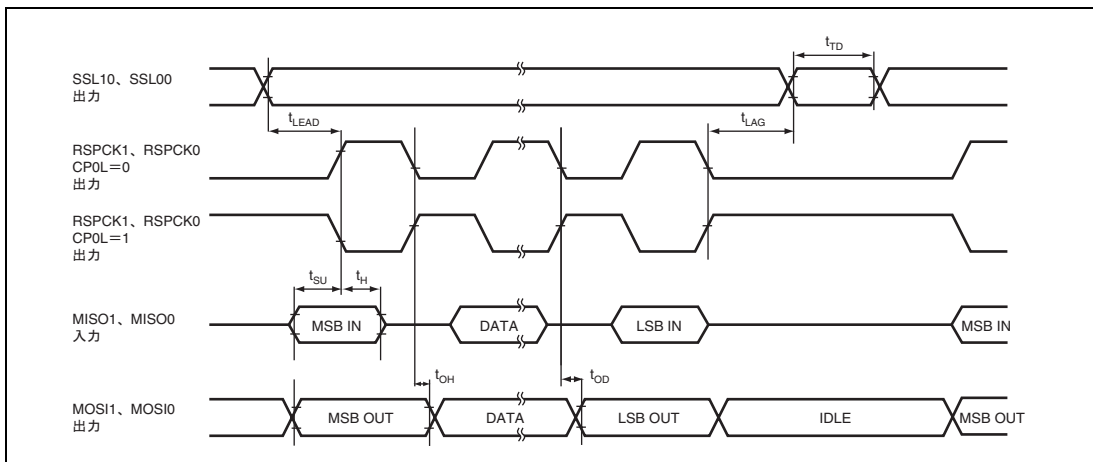 tTD
SSL10、SSL00
出力
tLEAD
tLAG
RSPCK1、RSPCK0
CP0L=0
出力
RSPCK1、RSPCK0
CP0L=1
出力
tSU
tH
MISO1、MISO0
入力
MSB IN
DATA
LSB IN
MSB IN
tOH
tOD
MOSI1、MOSI0
出力
MSB OUT
DATA
LSB OUT
IDLE
MSB OUT